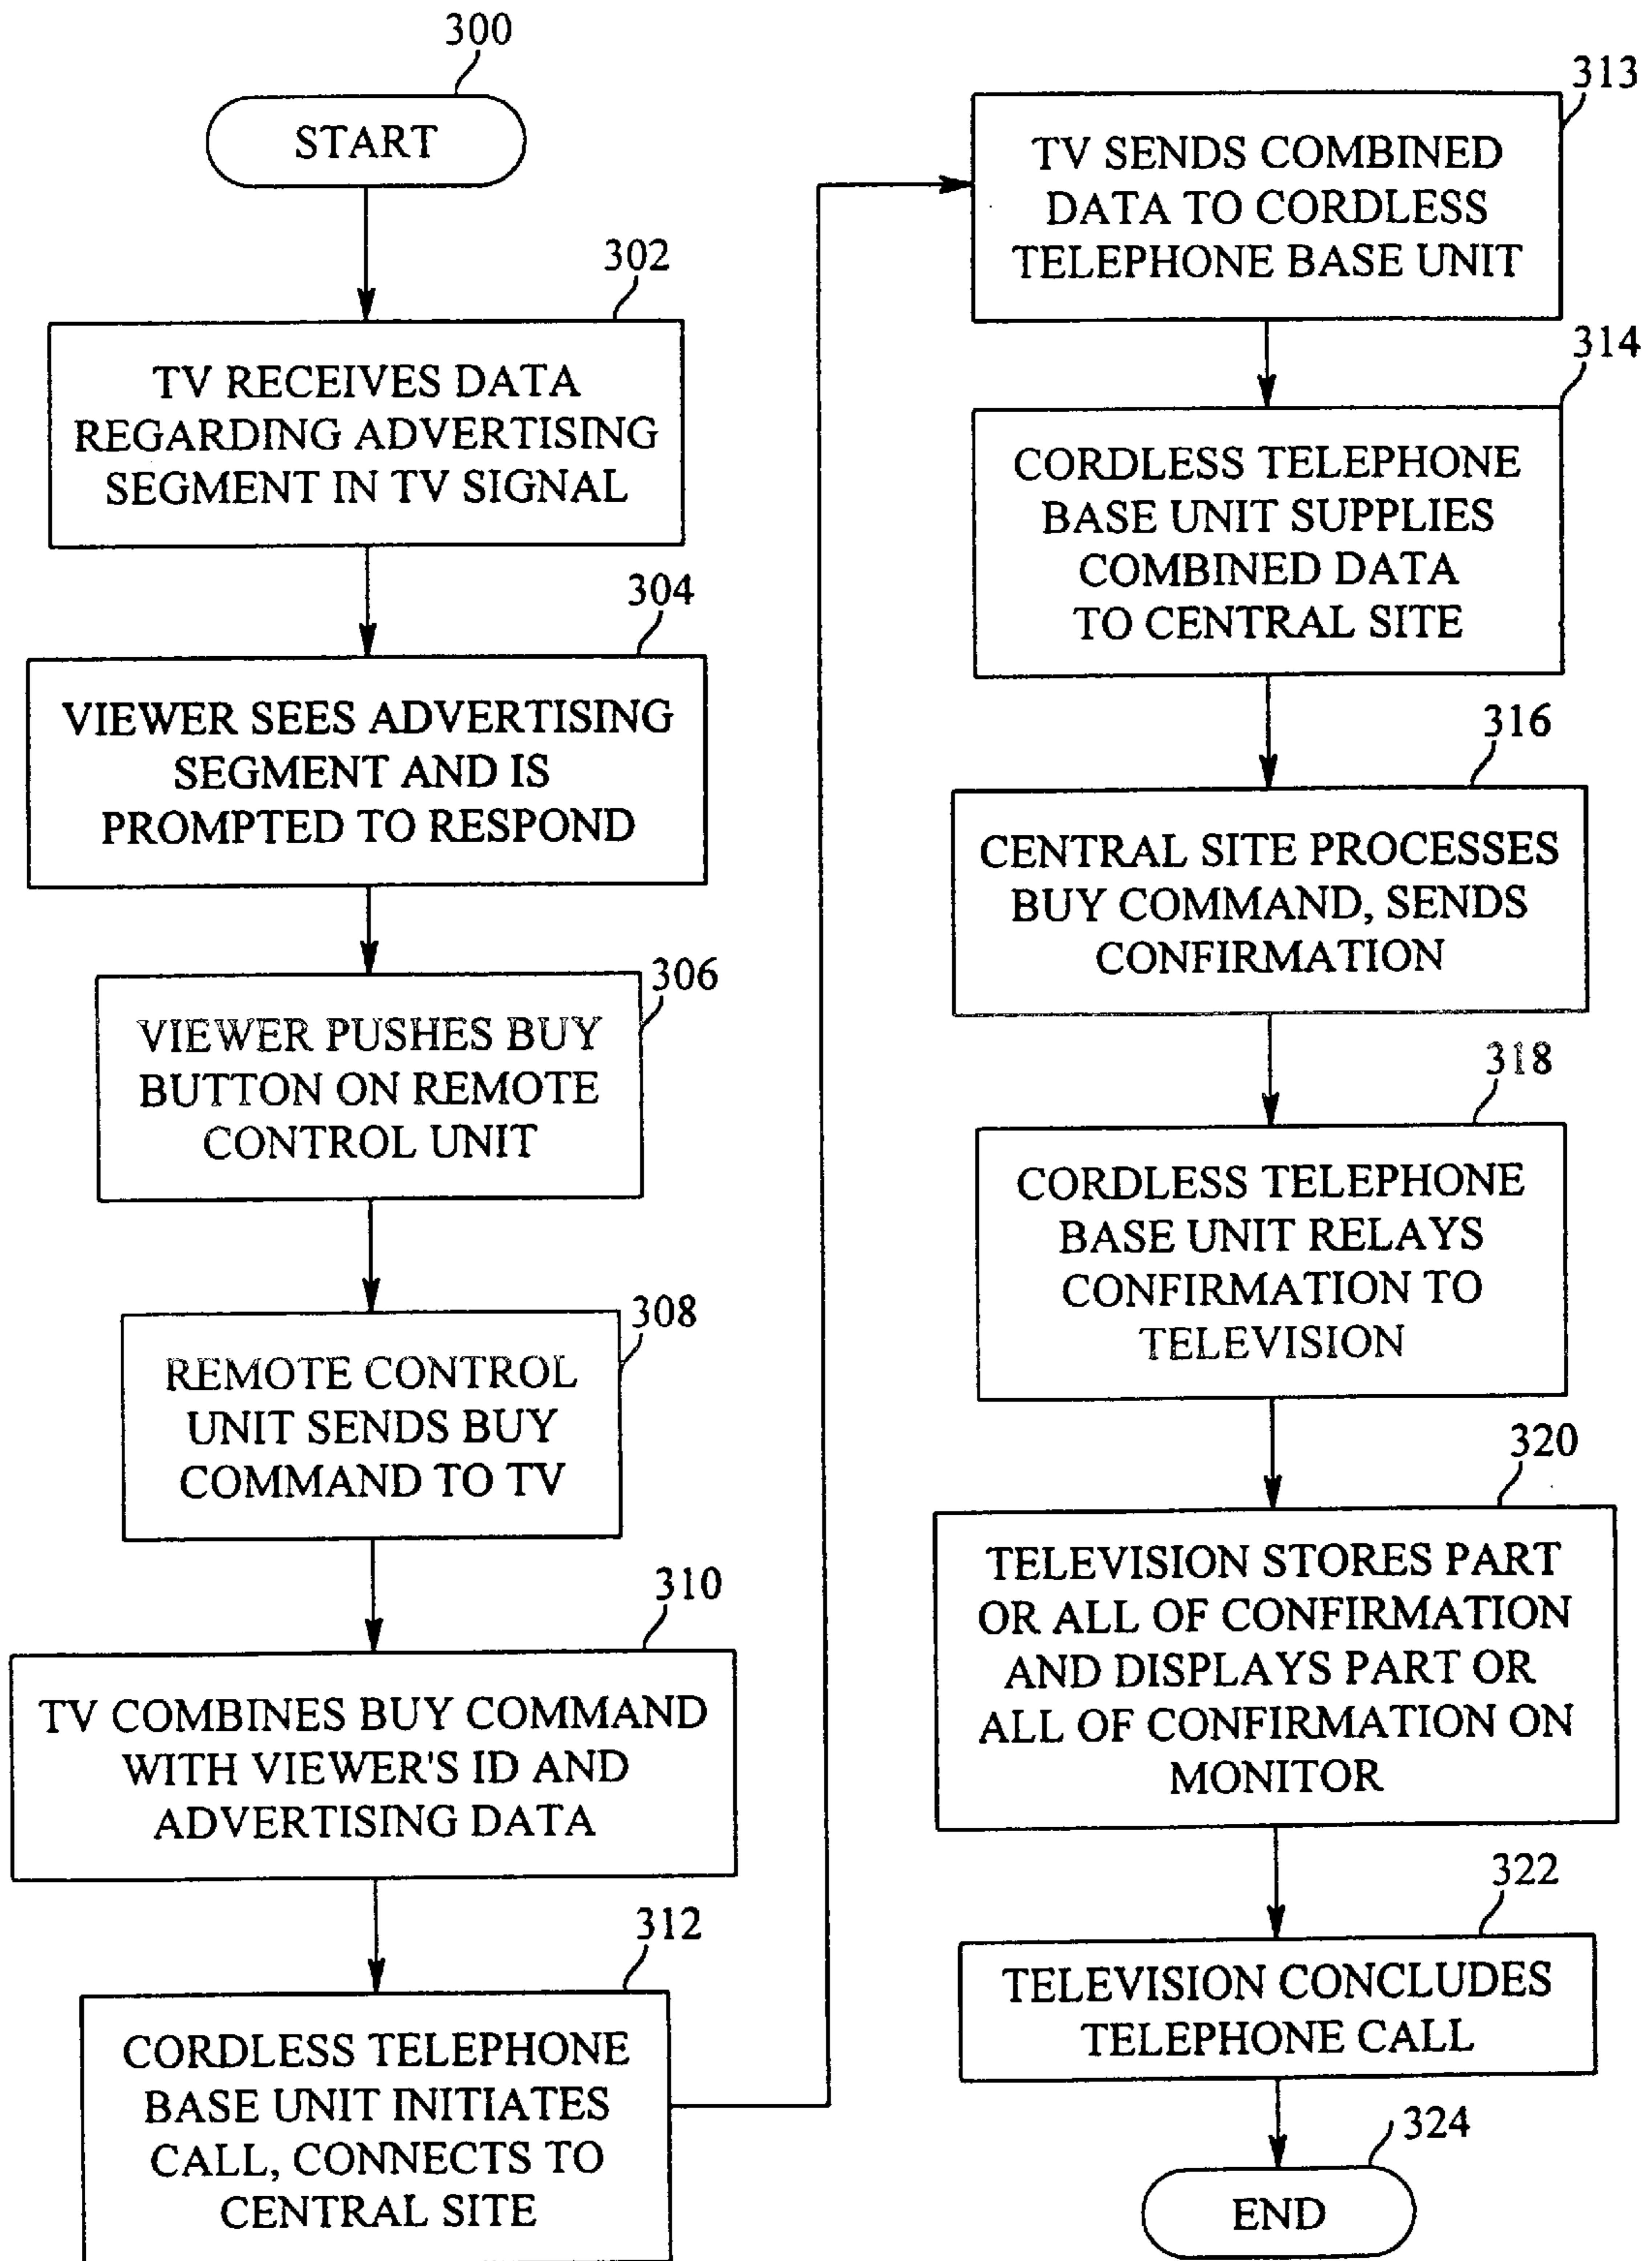 300
START
302
TV RECEIVES DATA
REGARDING ADVERTISING
SEGMENT IN TV SIGNAL
304
VIEWER SEES ADVERTISING
SEGMENT AND IS
PROMPTED TO RESPOND
306
VIEWER PUSHES BUY
BUTTON ON REMOTE
CONTROL UNIT
308
REMOTE CONTROL
UNIT SENDS BUY
COMMAND TO TV
310
TV COMBINES BUY COMMAND
WITH VIEWER'S ID AND
ADVERTISING DATA
312
CORDLESS TELEPHONE
BASE UNIT INITIATES
CALL, CONNECTS TO
CENTRAL SITE
313
TV SENDS COMBINED
DATA TO CORDLESS
TELEPHONE BASE UNIT
314
CORDLESS TELEPHONE
BASE UNIT SUPPLIES
COMBINED DATA
TO CENTRAL SITE
316
CENTRAL SITE PROCESSES
BUY COMMAND, SENDS
CONFIRMATION
318
CORDLESS TELEPHONE
BASE UNIT RELAYS
CONFIRMATION TO
TELEVISION
320
TELEVISION STORES PART
OR ALL OF CONFIRMATION
AND DISPLAYS PART OR
ALL OF CONFIRMATION ON
MONITOR
322
TELEVISION CONCLUDES
TELEPHONE CALL
324
END